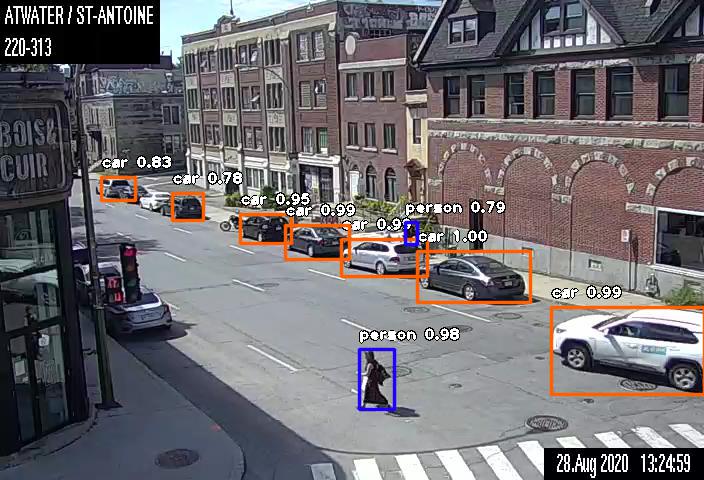 ATWATER / ST-ANTOINE
220-313
BOIS&
CUIR
car 0.83
car 0.78
car 0.95
car 0.99
person 0.79
car 1.00
car 0.99
person 0.98
28.Aug 2020 13:24:59